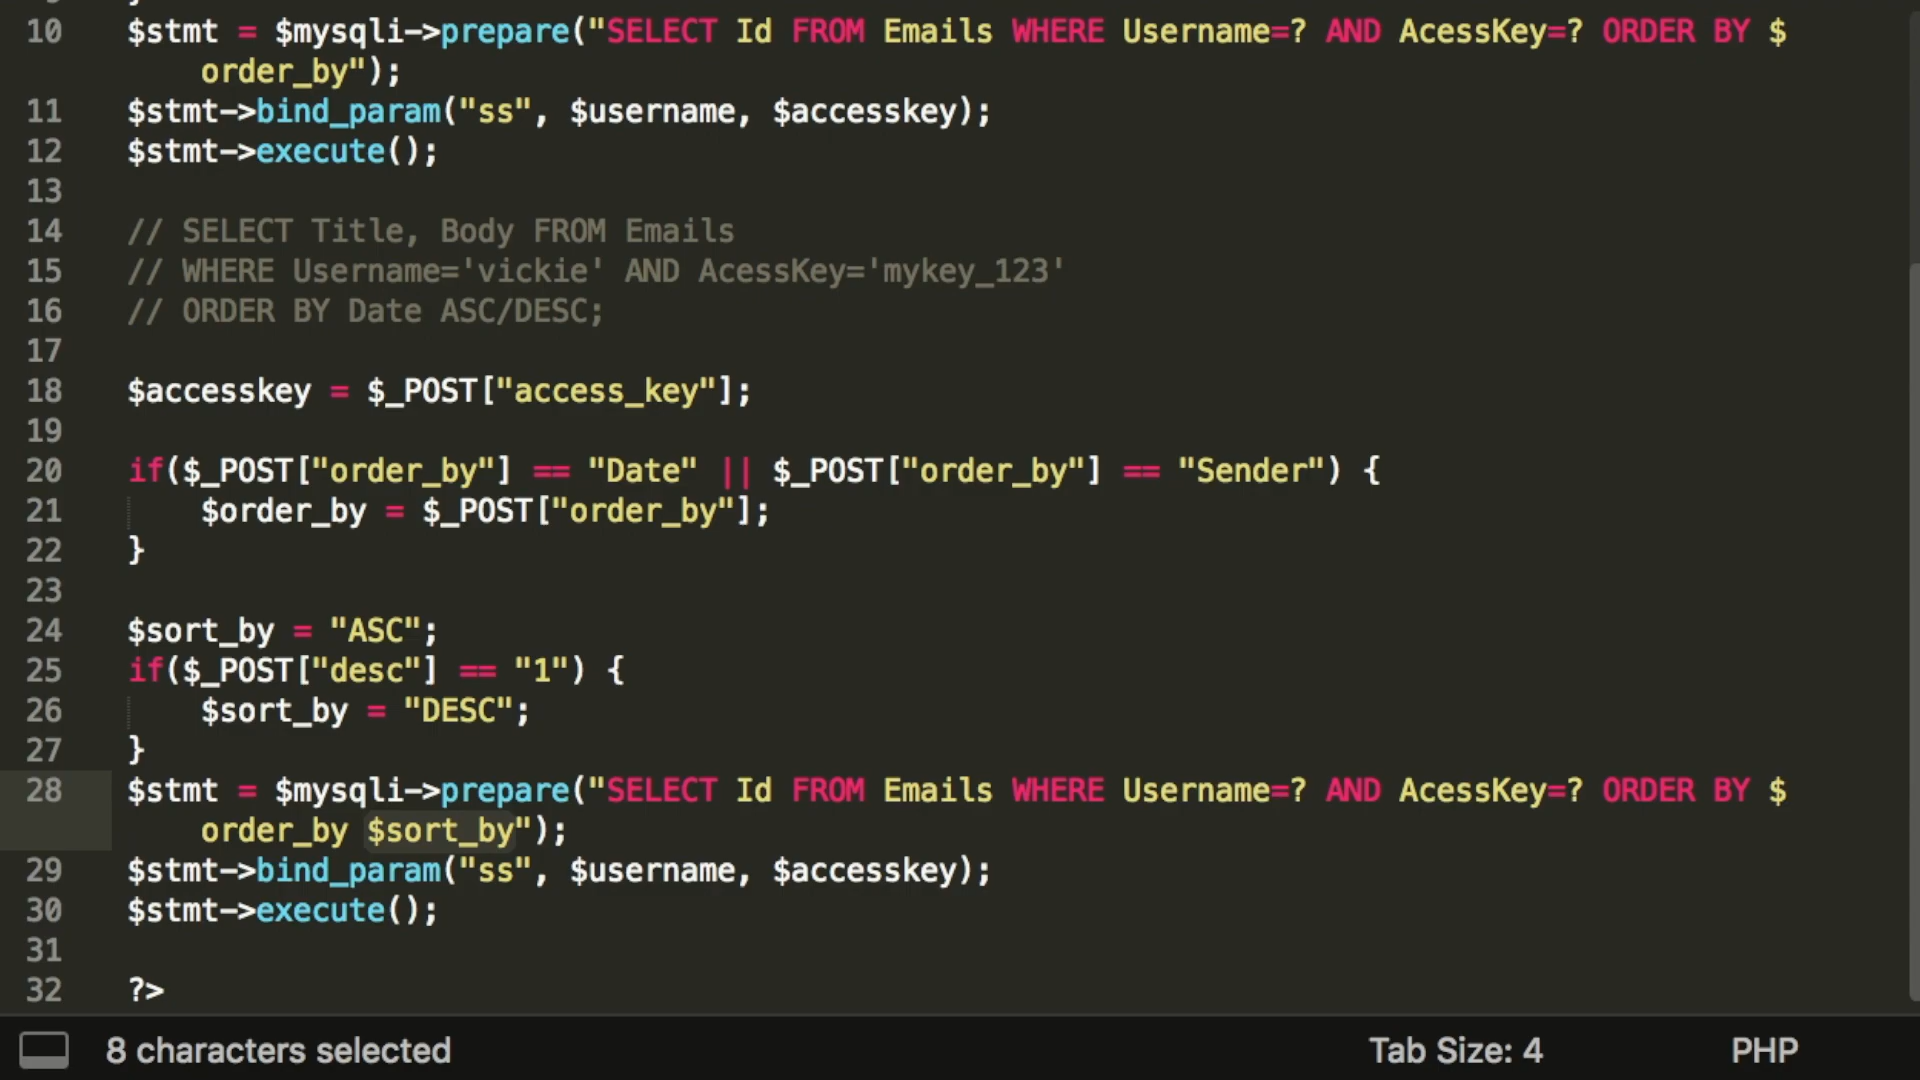 10 $stmt = $mysqli->prepare("SELECT Id FROM Emails WHERE Username=? AND AcessKey=? ORDER BY $
order_by");
11 $stmt->bind_param("ss", $username, $accesskey);
12 $stmt->execute();
13
14 // SELECT Title, Body FROM Emails
15 // WHERE Username='vickie' AND AcessKey='mykey_123'
16 // ORDER BY Date ASC/DESC;
17
18 $accesskey = $_POST["access_key"];
19
20 if($_POST["order_by"] == "Date" || $_POST["order_by"] == "Sender") {
21 $order_by = $_POST["order_by"];
22 }
23
24 $sort_by = "ASC";
25 if($_POST["desc"] == "1") {
26 $sort_by = "DESC";
27 }
28 $stmt = $mysqli->prepare("SELECT Id FROM Emails WHERE Username=? AND AcessKey=? ORDER BY $
order_by $sort_by");
29 $stmt->bind_param("ss", $username, $accesskey);
30 $stmt->execute();
31
32 ?>
8 characters selected Tab Size: 4 PHP